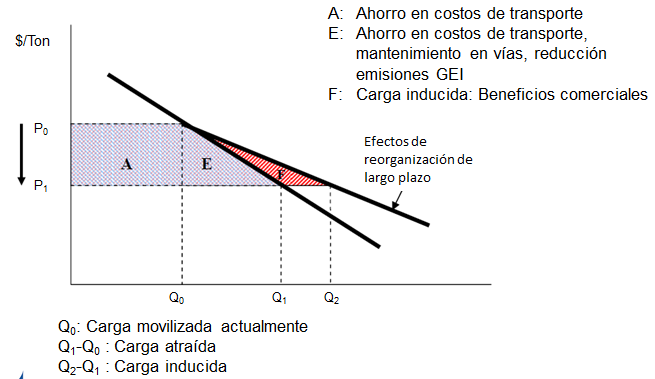 A: Ahorro en costos de transporte
E: Ahorro en costos de transporte,
mantenimiento en vías, reducción
emisiones GEI
F: Carga inducida: Beneficios comerciales
$/Ton
P0
A
E
F
Efectos de
reorganización de
largo plazo
P1
Q0
Q1
Q2
Q0: Carga movilizada actualmente
Q1-Q0 : Carga atraída
Q2-Q1 : Carga inducida